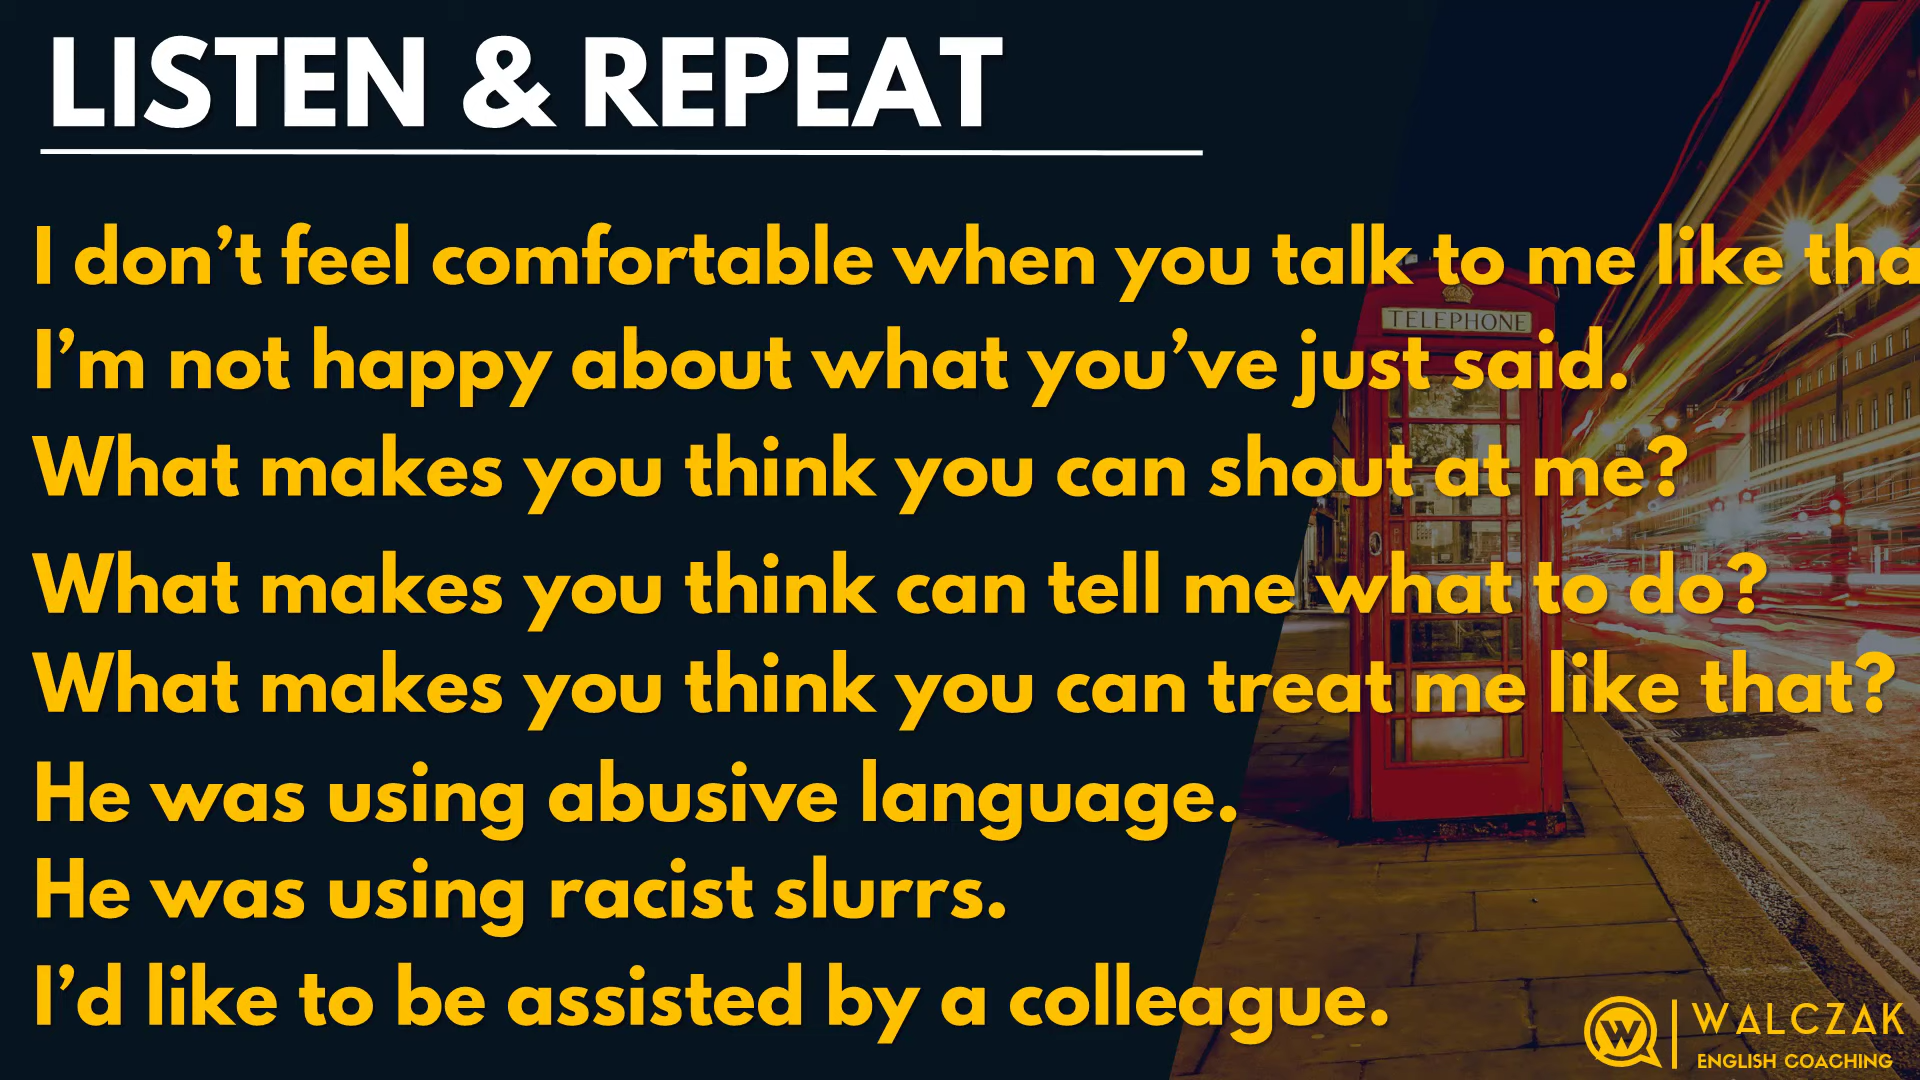 LISTEN & REPEAT
I don't feel comfortable when you talk to me like tha
I'm not happy about what you've just said.
What makes you think you can shout at me?
TELEPHONE
What makes you think can tell me what to do?
What makes you think you can treat me like that?
He was using abusive language.
He was using racist slurrs.
I'd like to be assisted by a colleague.
W
WALCZAK
ENGLISH COACHING